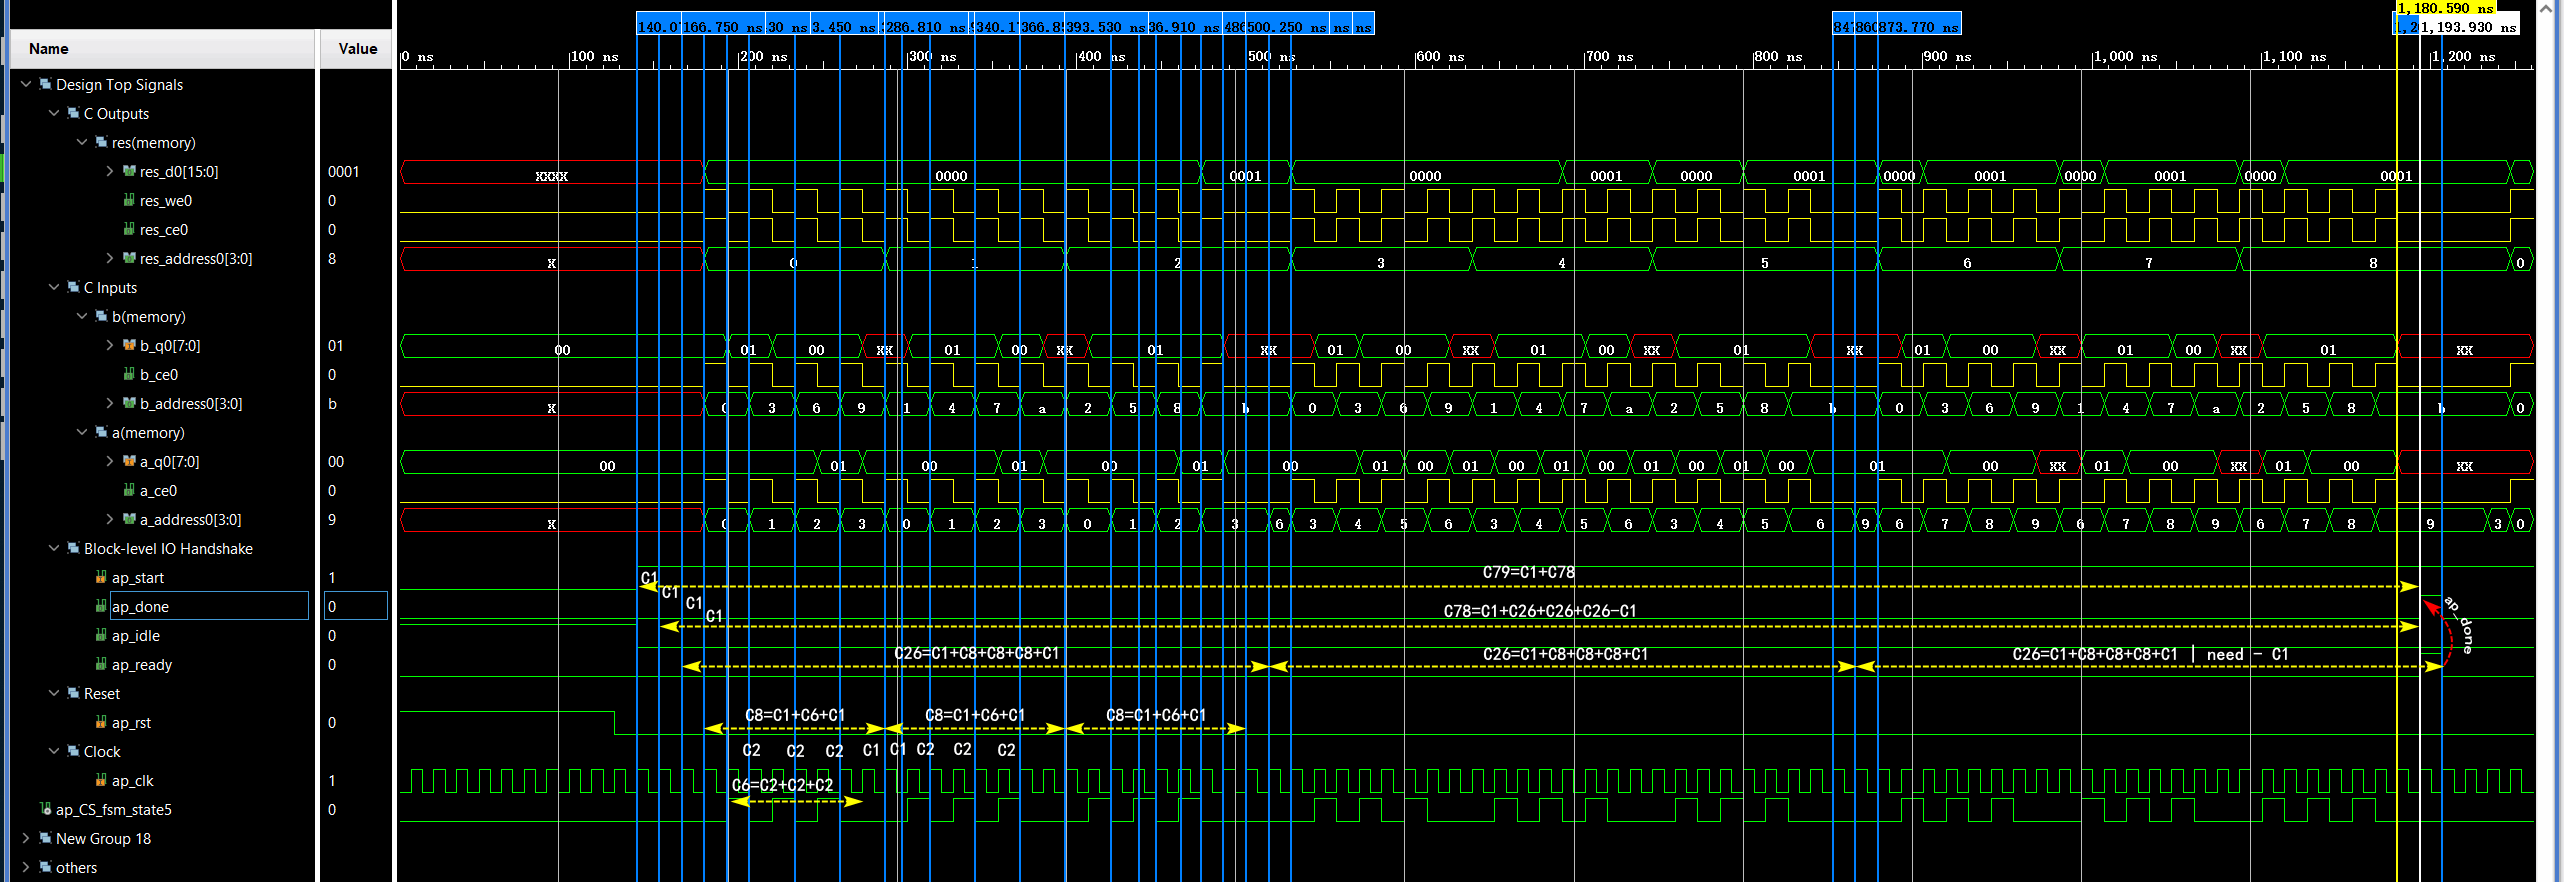 1,180.590 ns
140.0 166.750 ns 30 ns 3.450 ns 286.810 ns 340.1 366.8 393.530 ns 36.910 ns 486 500.250 ns ns ns 847 860 873.770 ns 1,20 1,193.930 ns
Name Value
0 ns 100 ns 200 ns 300 ns 400 ns 500 ns 600 ns 700 ns 800 ns 900 ns 1,000 ns 1,100 ns 1,200 ns
Design Top Signals
C Outputs
res(memory)
res_d0[15:0] 0001 XXXX 0000 0001 0000 0001 0000 0001 0000 0001 0000 0001 0000 0001
res_we0 0
res_ce0 0
res_address0[3:0] 8 X 0 1 2 3 4 5 6 7 8 0
C Inputs
b(memory)
b_q0[7:0] 01 00 01 00 XX 01 00 XX 01 XX 01 00 XX 01 00 XX 01 XX 01 00 XX 01 00 XX 01 XX
b_ce0 0
b_address0[3:0] b X 0 3 6 9 1 4 7 a 2 5 8 b 0 3 6 9 1 4 7 a 2 5 8 b 0 3 6 9 1 4 7 a 2 5 8 b 0
a(memory)
a_q0[7:0] 00 00 01 00 01 00 01 00 01 00 01 00 01 00 01 00 01 00 01 00 XX 01 00 XX 01 00 XX
a_ce0 0
a_address0[3:0] 9 X 0 1 2 3 0 1 2 3 0 1 2 3 6 3 4 5 6 3 4 5 6 3 4 5 6 9 6 7 8 9 6 7 8 9 6 7 8 9 3 0
Block-level IO Handshake
ap_start 1 C1 C79=C1+C78
C1
ap_done 0 C1 C78=C1+C26+C26+C26-C1 ap_done
C1
ap_idle 0
ap_ready 0 C26=C1+C8+C8+C8+C1 C26=C1+C8+C8+C8+C1 C26=C1+C8+C8+C8+C1 | need - C1
Reset
ap_rst 0 C8=C1+C6+C1 C8=C1+C6+C1 C8=C1+C6+C1
Clock C2 C2 C2 C1 C1 C2 C2 C2
ap_clk 1 C6=C2+C2+C2
ap_CS_fsm_state5 0
New Group 18
others